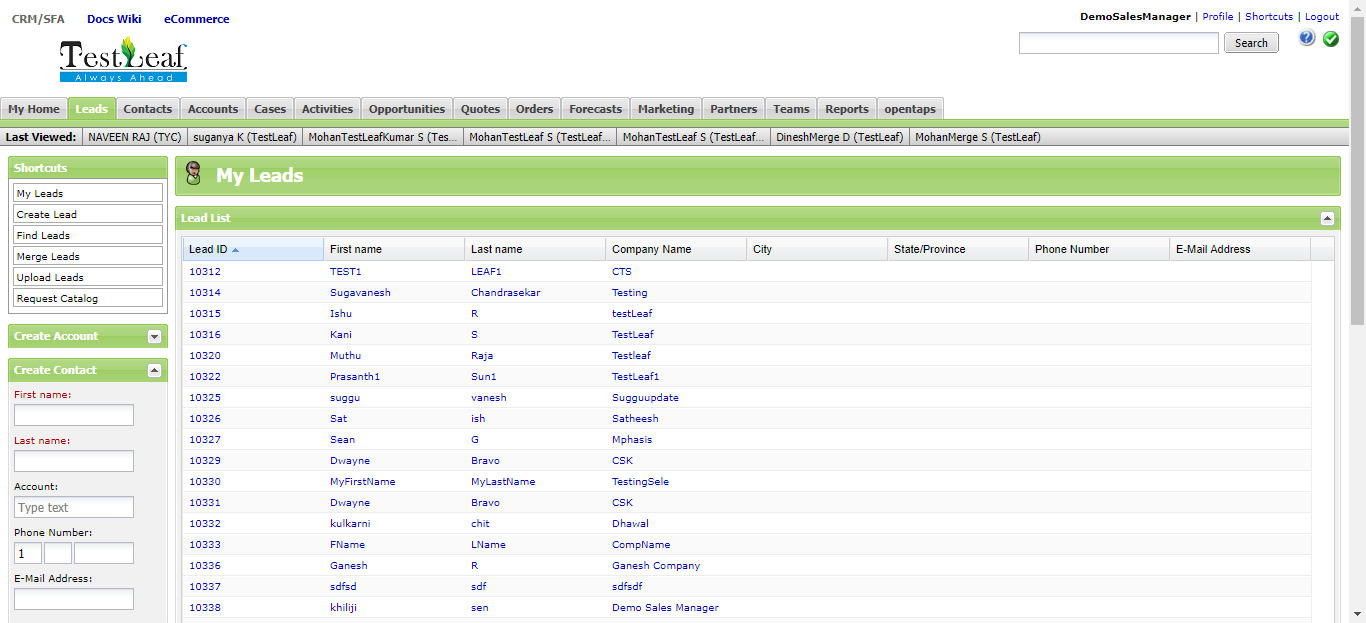 CRM/SFA Docs Wiki eCommerce
DemoSalesManager | Profile | Shortcuts | Logout
TestLeaf
Always Ahead
Search
?
My Home Leads Contacts Accounts Cases Activities Opportunities Quotes Orders Forecasts Marketing Partners Teams Reports opentaps
Last Viewed: NAVEEN RAJ (TYC) suganya K (TestLeaf) MohanTestLeafKumar S (Tes... MohanTestLeaf S (TestLeaf... MohanTestLeaf S (TestLeaf... DineshMerge D (TestLeaf) MohanMerge S (TestLeaf)
Shortcuts
My Leads
Create Lead
Find Leads
Merge Leads
Upload Leads
Request Catalog
Create Account
Create Contact
First name:
Last name:
Account:
Type text
Phone Number:
1
E-Mail Address:
My Leads
Lead List
Lead ID First name Last name Company Name City State/Province Phone Number E-Mail Address
10312 TEST1 LEAF1 CTS
10314 Sugavanesh Chandrasekar Testing
10315 Ishu R testLeaf
10316 Kani S TestLeaf
10320 Muthu Raja Testleaf
10322 Prasanth1 Sun1 TestLeaf1
10325 suggu vanesh Sugguupdate
10326 Sat ish Satheesh
10327 Sean G Mphasis
10329 Dwayne Bravo CSK
10330 MyFirstName MyLastName TestingSele
10331 Dwayne Bravo CSK
10332 kulkarni chit Dhawal
10333 FName LName CompName
10336 Ganesh R Ganesh Company
10337 sdfsd sdf sdfsdf
10338 khiliji sen Demo Sales Manager